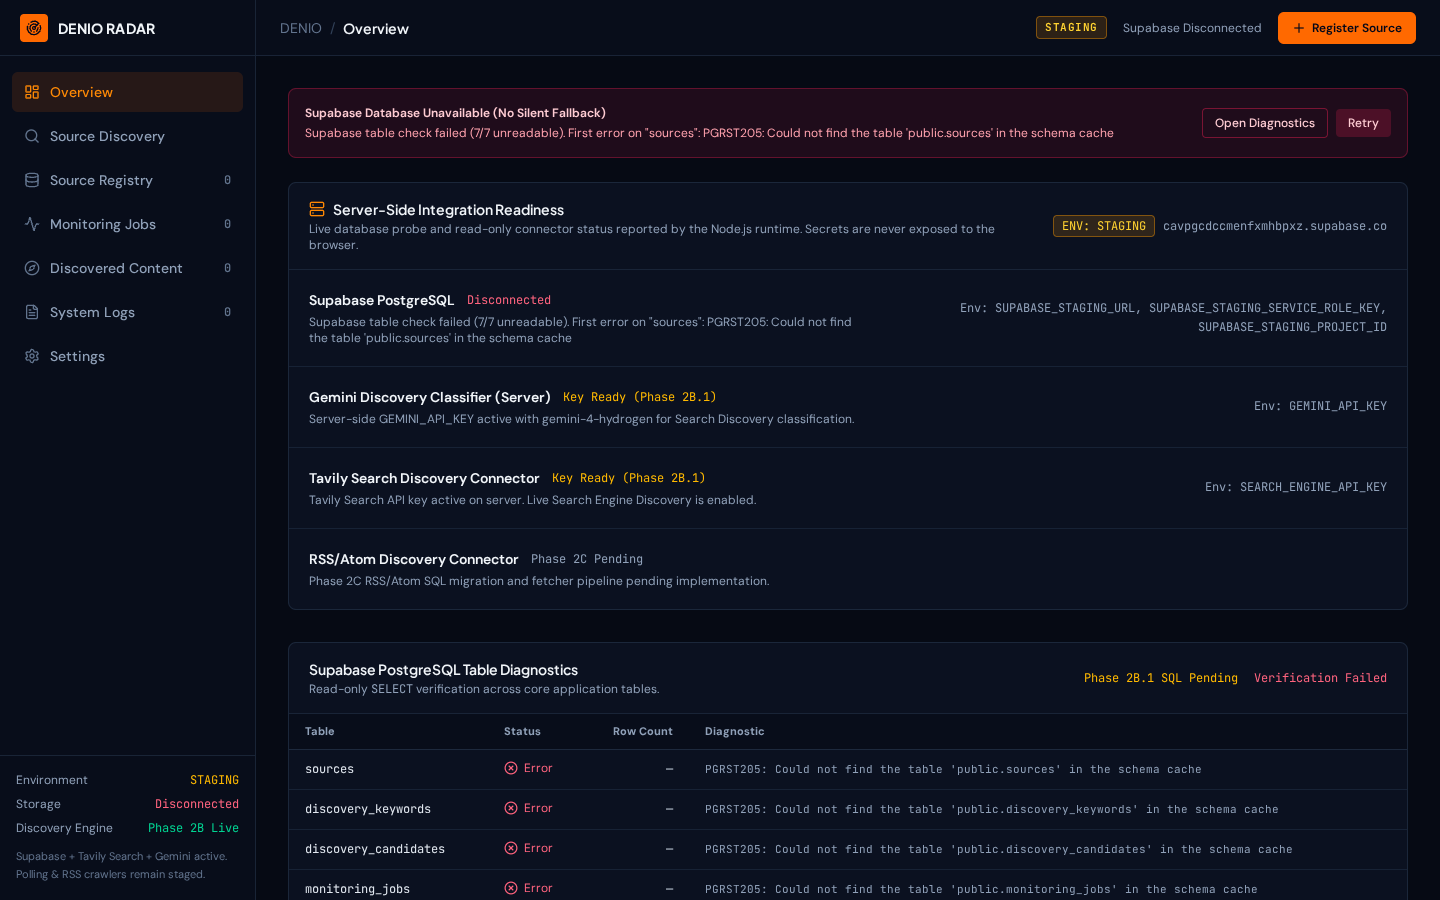 DENIO RADAR
DENIO / Overview
STAGING
Supabase Disconnected
Register Source
Overview
Source Discovery
Source Registry 0
Monitoring Jobs 0
Discovered Content 0
System Logs 0
Settings
Environment STAGING
Storage Disconnected
Discovery Engine Phase 2B Live
Supabase + Tavily Search + Gemini active.
Polling & RSS crawlers remain staged.
Supabase Database Unavailable (No Silent Fallback)
Supabase table check failed (7/7 unreadable). First error on "sources": PGRST205: Could not find the table 'public.sources' in the schema cache
Open Diagnostics
Retry
Server-Side Integration Readiness
Live database probe and read-only connector status reported by the Node.js runtime. Secrets are never exposed to the
browser.
ENV: STAGING cavpgcdccmenfxmhbpxz.supabase.co
Supabase PostgreSQL Disconnected
Supabase table check failed (7/7 unreadable). First error on "sources": PGRST205: Could not find
the table 'public.sources' in the schema cache
Env: SUPABASE_STAGING_URL, SUPABASE_STAGING_SERVICE_ROLE_KEY,
SUPABASE_STAGING_PROJECT_ID
Gemini Discovery Classifier (Server) Key Ready (Phase 2B.1)
Server-side GEMINI_API_KEY active with gemini-4-hydrogen for Search Discovery classification.
Env: GEMINI_API_KEY
Tavily Search Discovery Connector Key Ready (Phase 2B.1)
Tavily Search API key active on server. Live Search Engine Discovery is enabled.
Env: SEARCH_ENGINE_API_KEY
RSS/Atom Discovery Connector Phase 2C Pending
Phase 2C RSS/Atom SQL migration and fetcher pipeline pending implementation.
Supabase PostgreSQL Table Diagnostics
Read-only SELECT verification across core application tables.
Phase 2B.1 SQL Pending Verification Failed
Table Status Row Count Diagnostic
sources Error — PGRST205: Could not find the table 'public.sources' in the schema cache
discovery_keywords Error — PGRST205: Could not find the table 'public.discovery_keywords' in the schema cache
discovery_candidates Error — PGRST205: Could not find the table 'public.discovery_candidates' in the schema cache
monitoring_jobs Error — PGRST205: Could not find the table 'public.monitoring_jobs' in the schema cache